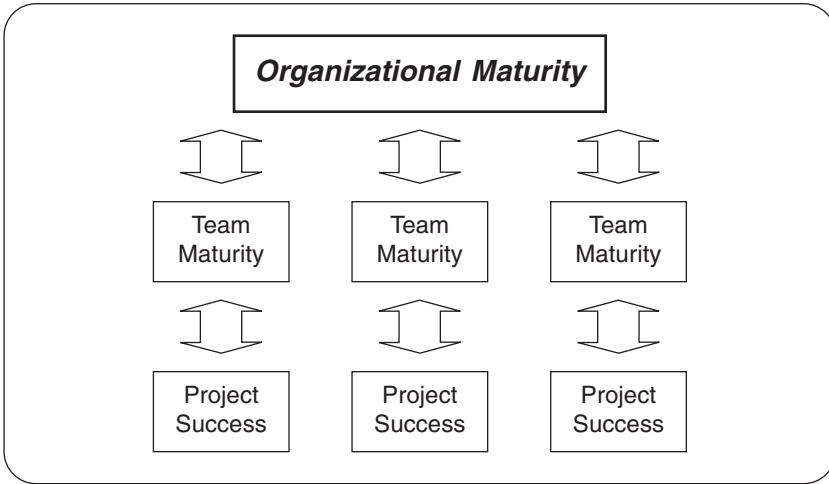 Organizational Maturity
Team
Maturity
Team
Maturity
Team
Maturity
Project
Success
Project
Success
Project
Success